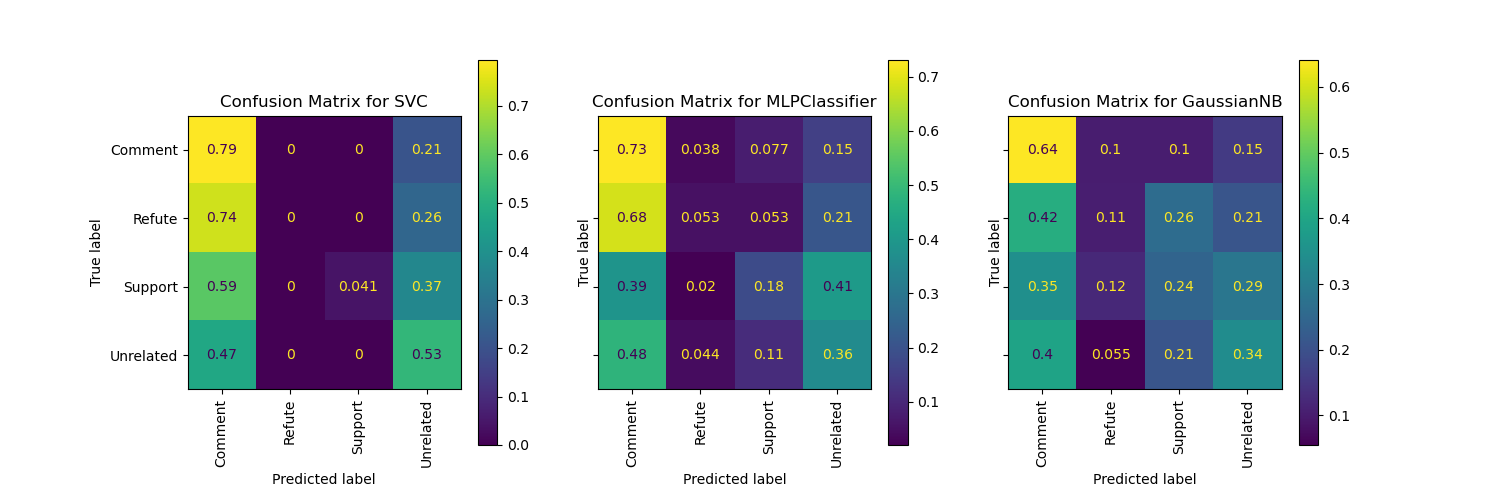 Confusion Matrix for SVC
True label
Comment 0.79 0 0 0.21
Refute 0.74 0 0 0.26
Support 0.59 0 0.041 0.37
Unrelated 0.47 0 0 0.53
Comment Refute Support Unrelated
Predicted label
0.7
0.6
0.5
0.4
0.3
0.2
0.1
0.0
Confusion Matrix for MLPClassifier
True label
0.73 0.038 0.077 0.15
0.68 0.053 0.053 0.21
0.39 0.02 0.18 0.41
0.48 0.044 0.11 0.36
Comment Refute Support Unrelated
Predicted label
0.7
0.6
0.5
0.4
0.3
0.2
0.1
Confusion Matrix for GaussianNB
True label
0.64 0.1 0.1 0.15
0.42 0.11 0.26 0.21
0.35 0.12 0.24 0.29
0.4 0.055 0.21 0.34
Comment Refute Support Unrelated
Predicted label
0.6
0.5
0.4
0.3
0.2
0.1